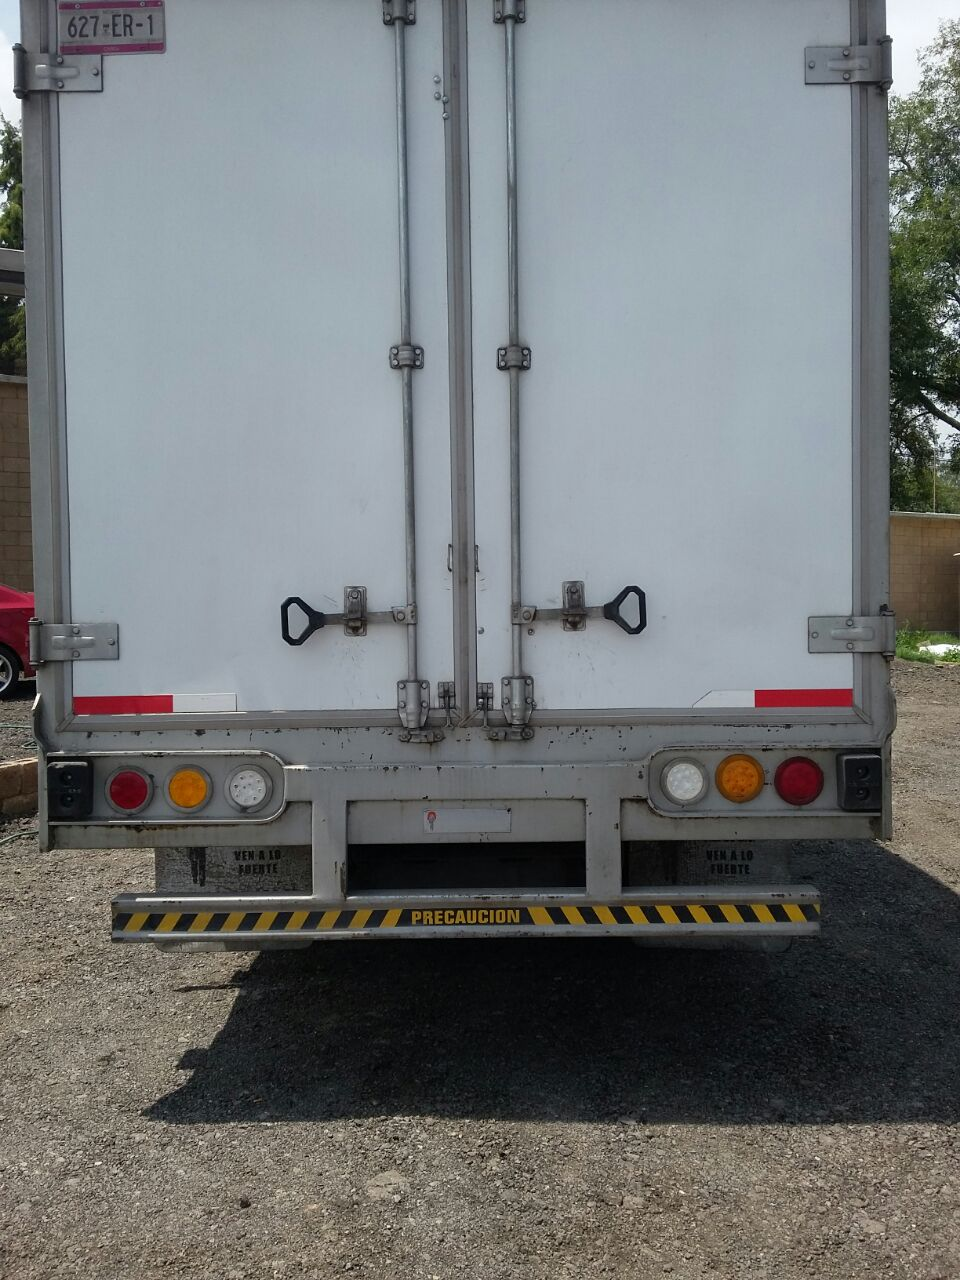 627-ER-1
VEN A LO
FUERTE
VEN A LO
FUERTE
PRECAUCION